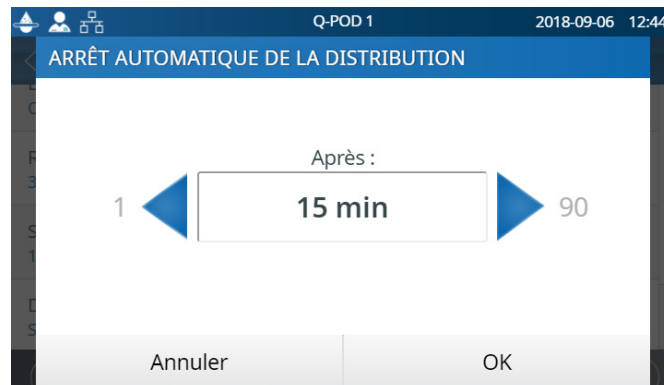 Q-POD 1 2018-09-06 12:44
ARRÊT AUTOMATIQUE DE LA DISTRIBUTION
Après :
1 15 min 90
Annuler OK